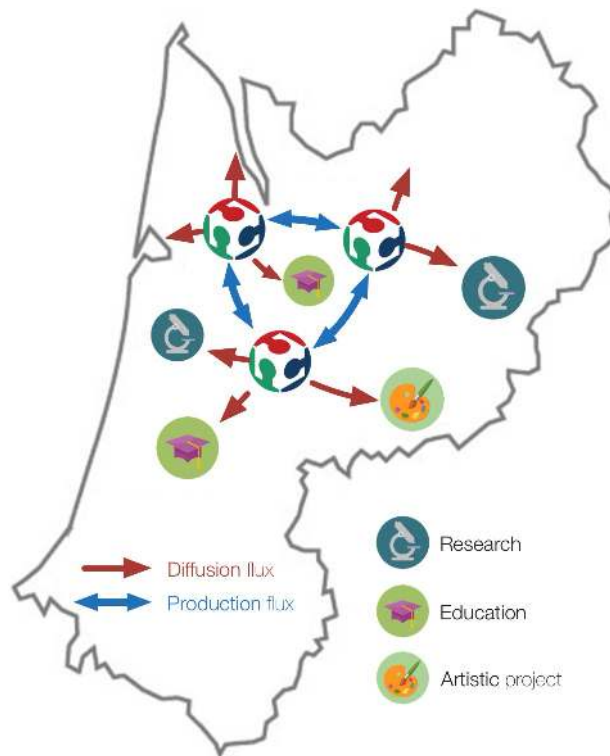 Research
Diffusion flux
Production flux
Education
Artistic project